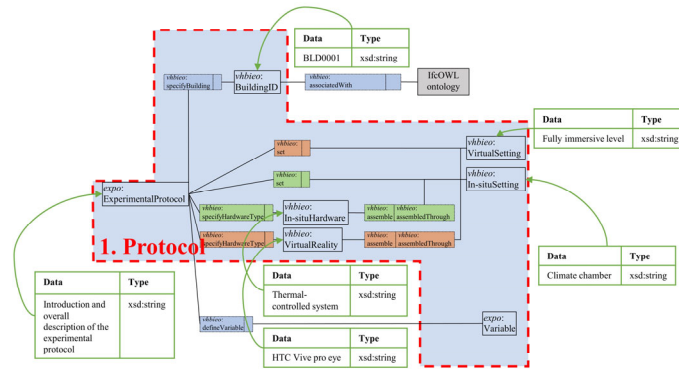 Data Type
BLD0001 xsd:string
vhbieo:
specifyBuilding
vhbieo:
BuildingID
vhbieo:
associatedWith
IfcOWL
ontology
Data Type
Fully immersive level xsd:string
vhbieo:
set
vhbieo:
VirtualSetting
vhbieo:
set
vhbieo:
In-situSetting
expo:
ExperimentalProtocol
vhbieo:
specifyHardwareType
vhbieo:
In-situHardware
vhbieo: vhbieo:
assemble assembledThrough
vhbieo:
specifyHardwareType
vhbieo:
VirtualReality
vhbieo: vhbieo:
assemble assembledThrough
1. Protocol
Data Type
Climate chamber xsd:string
Data Type
Introduction and
overall
description of the
experimental
protocol
xsd:string
Data Type
Thermal-
controlled system
xsd:string
vhbieo:
defineVariable
expo:
Variable
Data Type
HTC Vive pro eye xsd:string